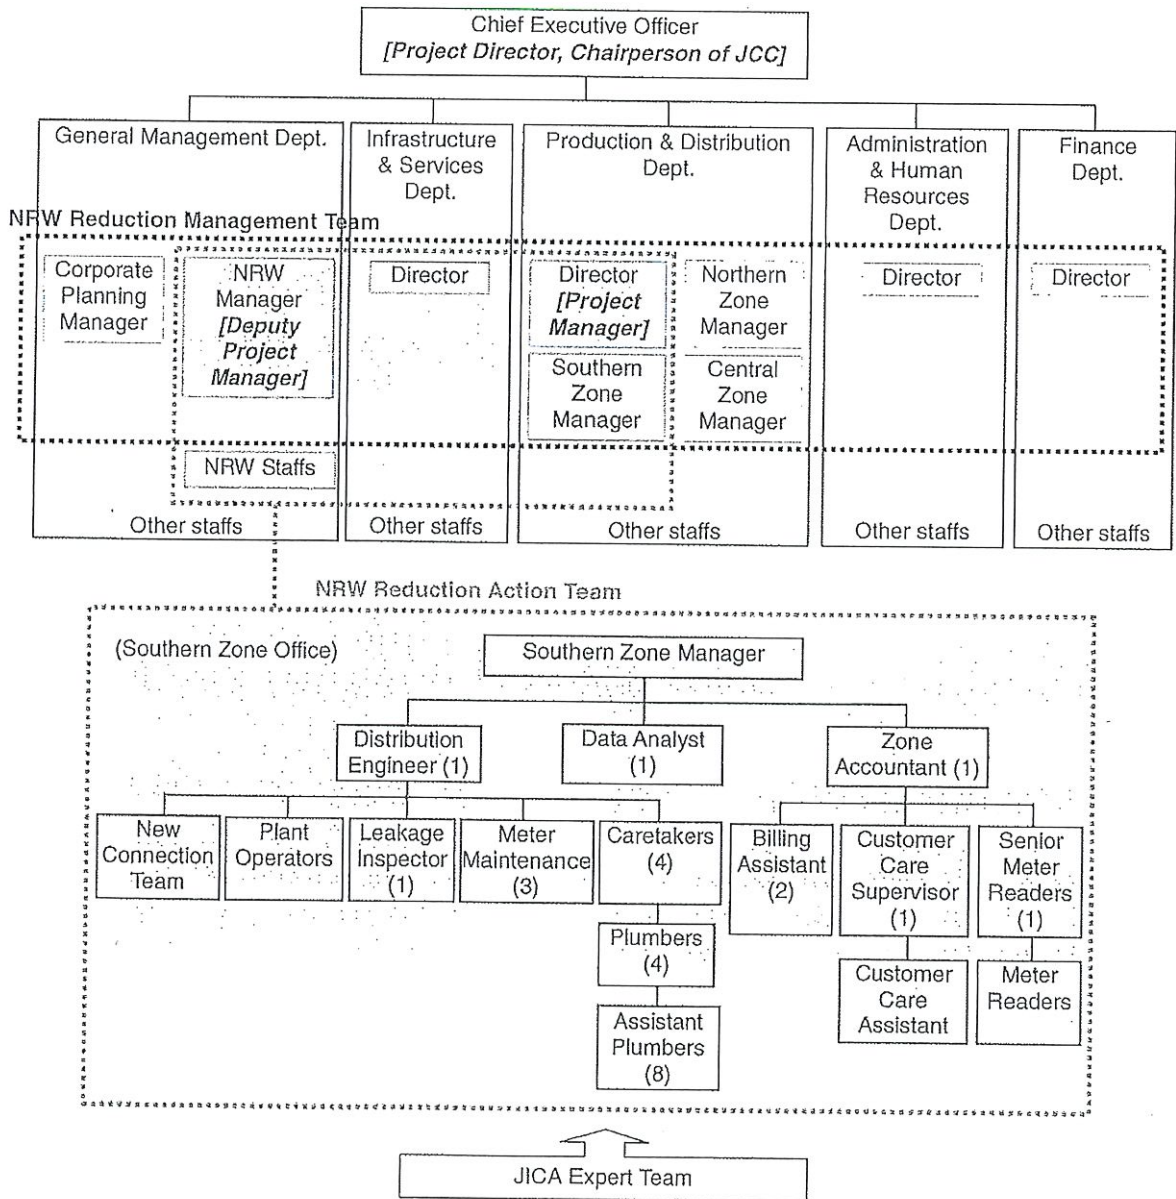 Chief Executive Officer
[Project Director, Chairperson of JCC]
General Management Dept.
Infrastructure
& Services
Dept.
Production & Distribution
Dept.
Administration
& Human
Resources
Dept.
Finance
Dept.
NRW Reduction Management Team
Corporate
Planning
Manager
NRW
Manager
[Deputy
Project
Manager]
Director
Director
[Project
Manager]
Northern
Zone
Manager
Director
Director
Southern
Zone
Manager
Central
Zone
Manager
NRW Staffs
Other staffs
Other staffs
Other staffs
Other staffs
Other staffs
NRW Reduction Action Team
(Southern Zone Office)
Southern Zone Manager
Distribution
Engineer (1)
Data Analyst
(1)
Zone
Accountant (1)
New
Connection
Team
Plant
Operators
Leakage
Inspector
(1)
Meter
Maintenance
(3)
Caretakers
(4)
Billing
Assistant
(2)
Customer
Care
Supervisor
(1)
Senior
Meter
Readers
(1)
Plumbers
(4)
Customer
Care
Assistant
Meter
Readers
Assistant
Plumbers
(8)
JICA Expert Team